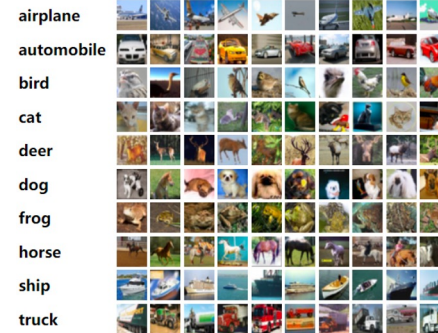 airplane
automobile
bird
cat
deer
dog
frog
horse
ship
truck